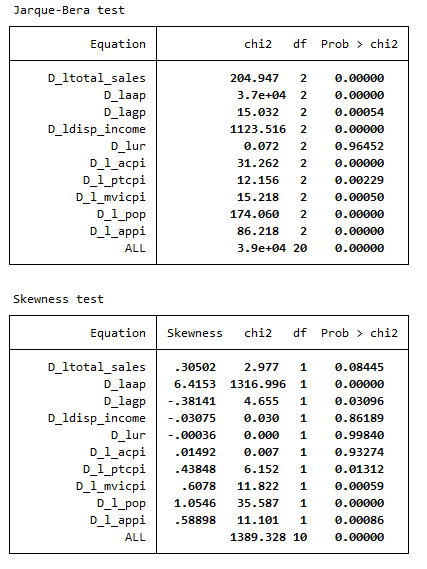 Jarque-Bera test
Equation chi2 df Prob > chi2
D_ltotal_sales 204.947 2 0.00000
D_laap 3.7e+04 2 0.00000
D_lagp 15.032 2 0.00054
D_ldisp_income 1123.516 2 0.00000
D_lur 0.072 2 0.96452
D_l_acpi 31.262 2 0.00000
D_l_ptcpi 12.156 2 0.00229
D_l_mvicpi 15.218 2 0.00050
D_l_pop 174.060 2 0.00000
D_l_appi 86.218 2 0.00000
ALL 3.9e+04 20 0.00000
Skewness test
Equation Skewness chi2 df Prob > chi2
D_ltotal_sales .30502 2.977 1 0.08445
D_laap 6.4153 1316.996 1 0.00000
D_lagp -.38141 4.655 1 0.03096
D_ldisp_income -.03075 0.030 1 0.86189
D_lur -.00036 0.000 1 0.99840
D_l_acpi .01492 0.007 1 0.93274
D_l_ptcpi .43848 6.152 1 0.01312
D_l_mvicpi .6078 11.822 1 0.00059
D_l_pop 1.0546 35.587 1 0.00000
D_l_appi .58898 11.101 1 0.00086
ALL 1389.328 10 0.00000